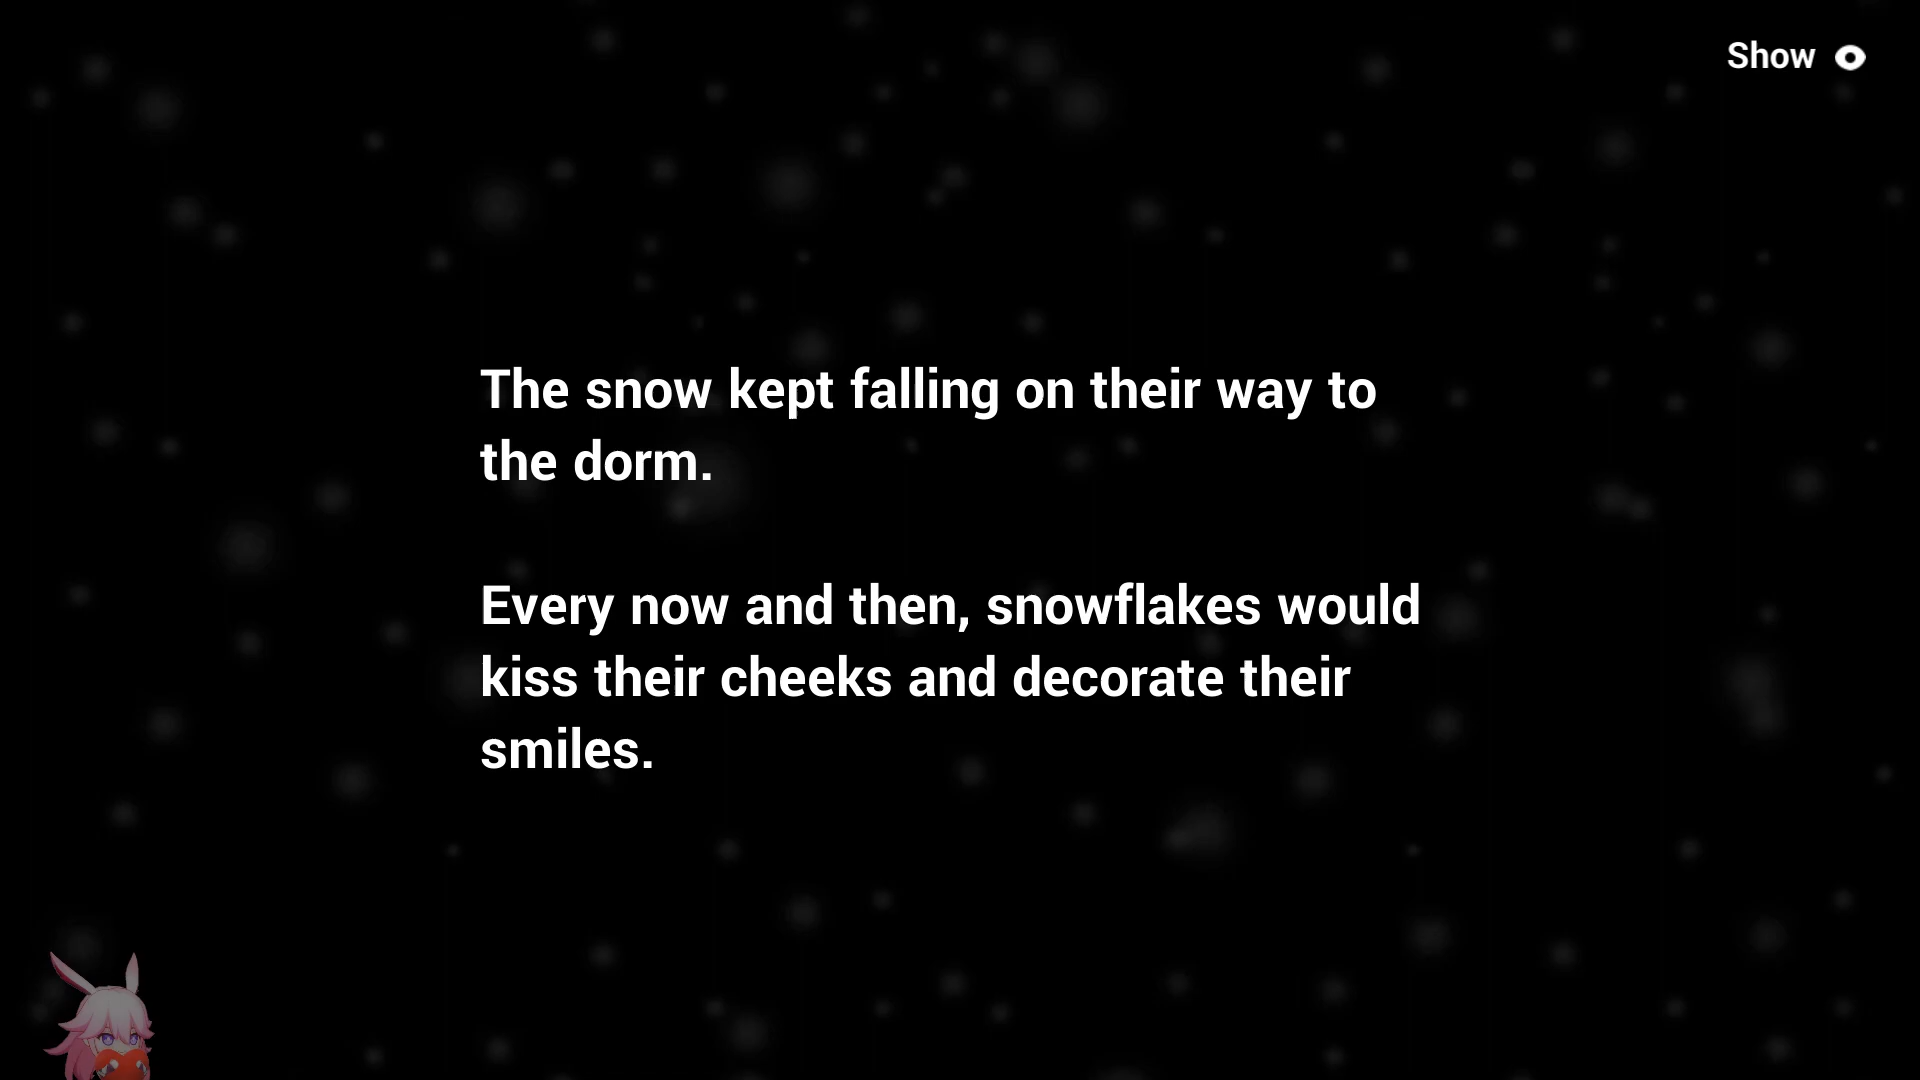 Show
The snow kept falling on their way to
the dorm.
Every now and then, snowflakes would
kiss their cheeks and decorate their
smiles.